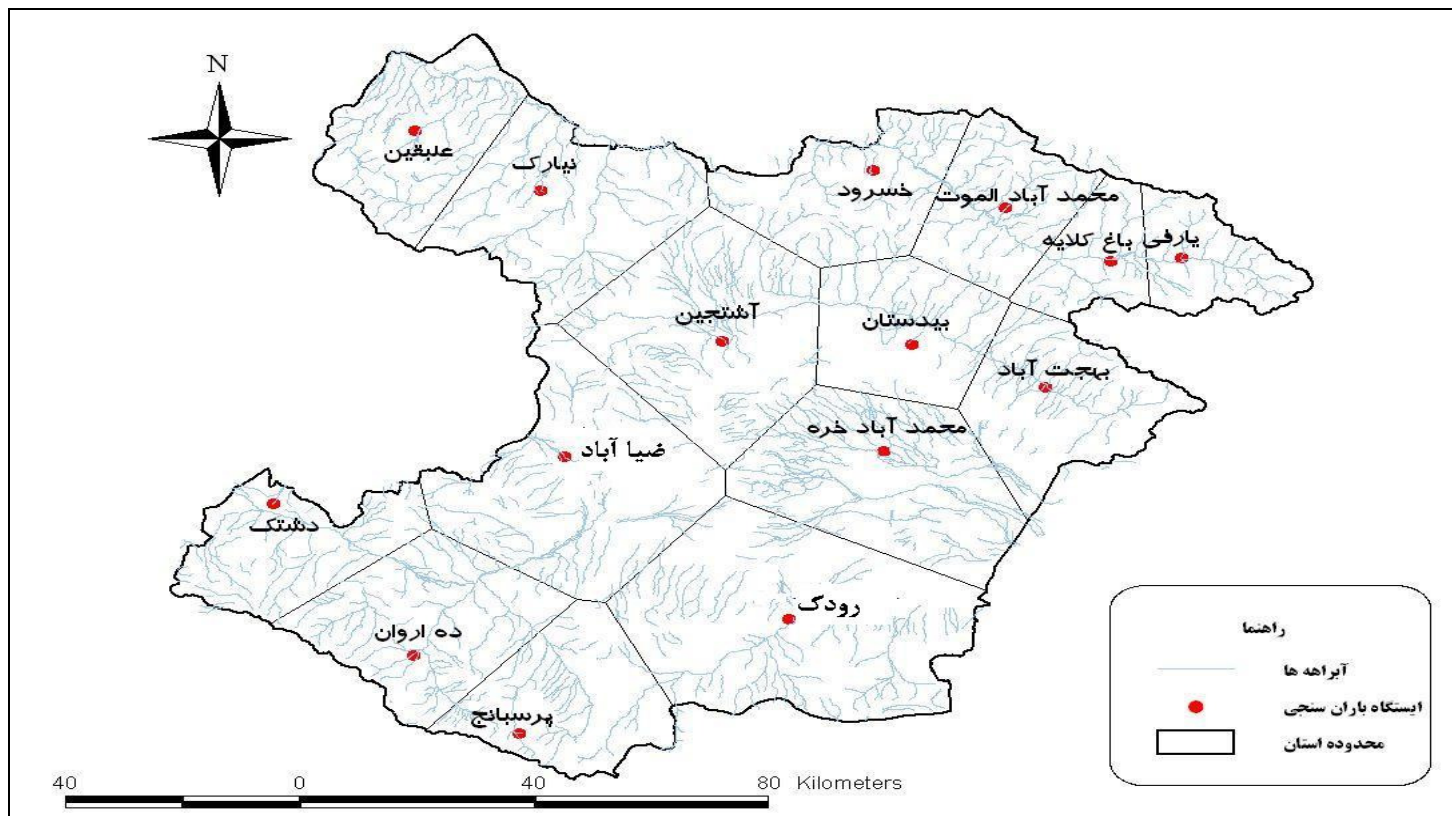 N
علیقین
نیارک
خسرود
محمد آباد الموت
باغ کلایه
یارفی
آشتجین
بیدستان
بهجت آباد
محمد آباد خره
ضیا آباد
دشتک
رودک
ده اروان
پرسبانج
راهنما
آبراهه ها
ایستگاه باران سنجی
محدوده استان
40 0 40 80 Kilometers